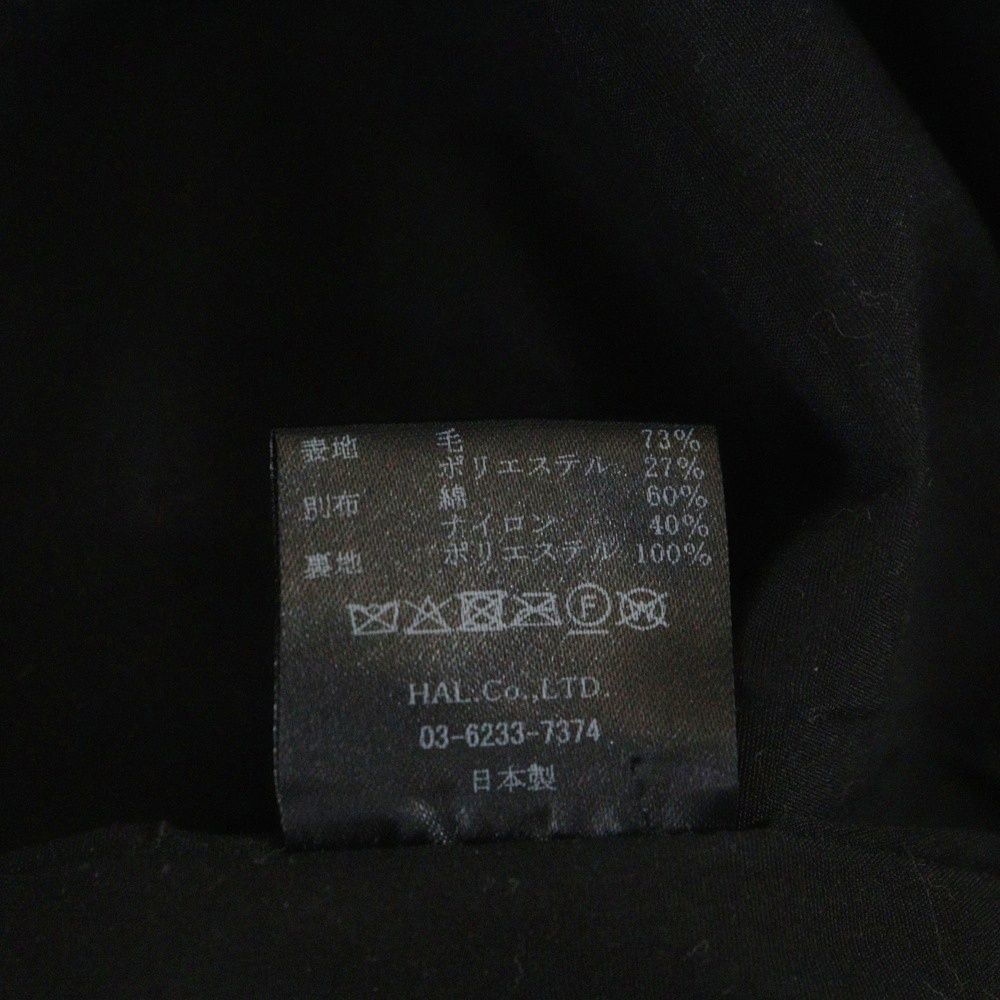 表地 毛 73%
ポリエステル 27%
別布 綿 60%
ナイロン 40%
裏地 ポリエステル 100%
F W
HAL.Co.,LTD.
03-6233-7374
日本製